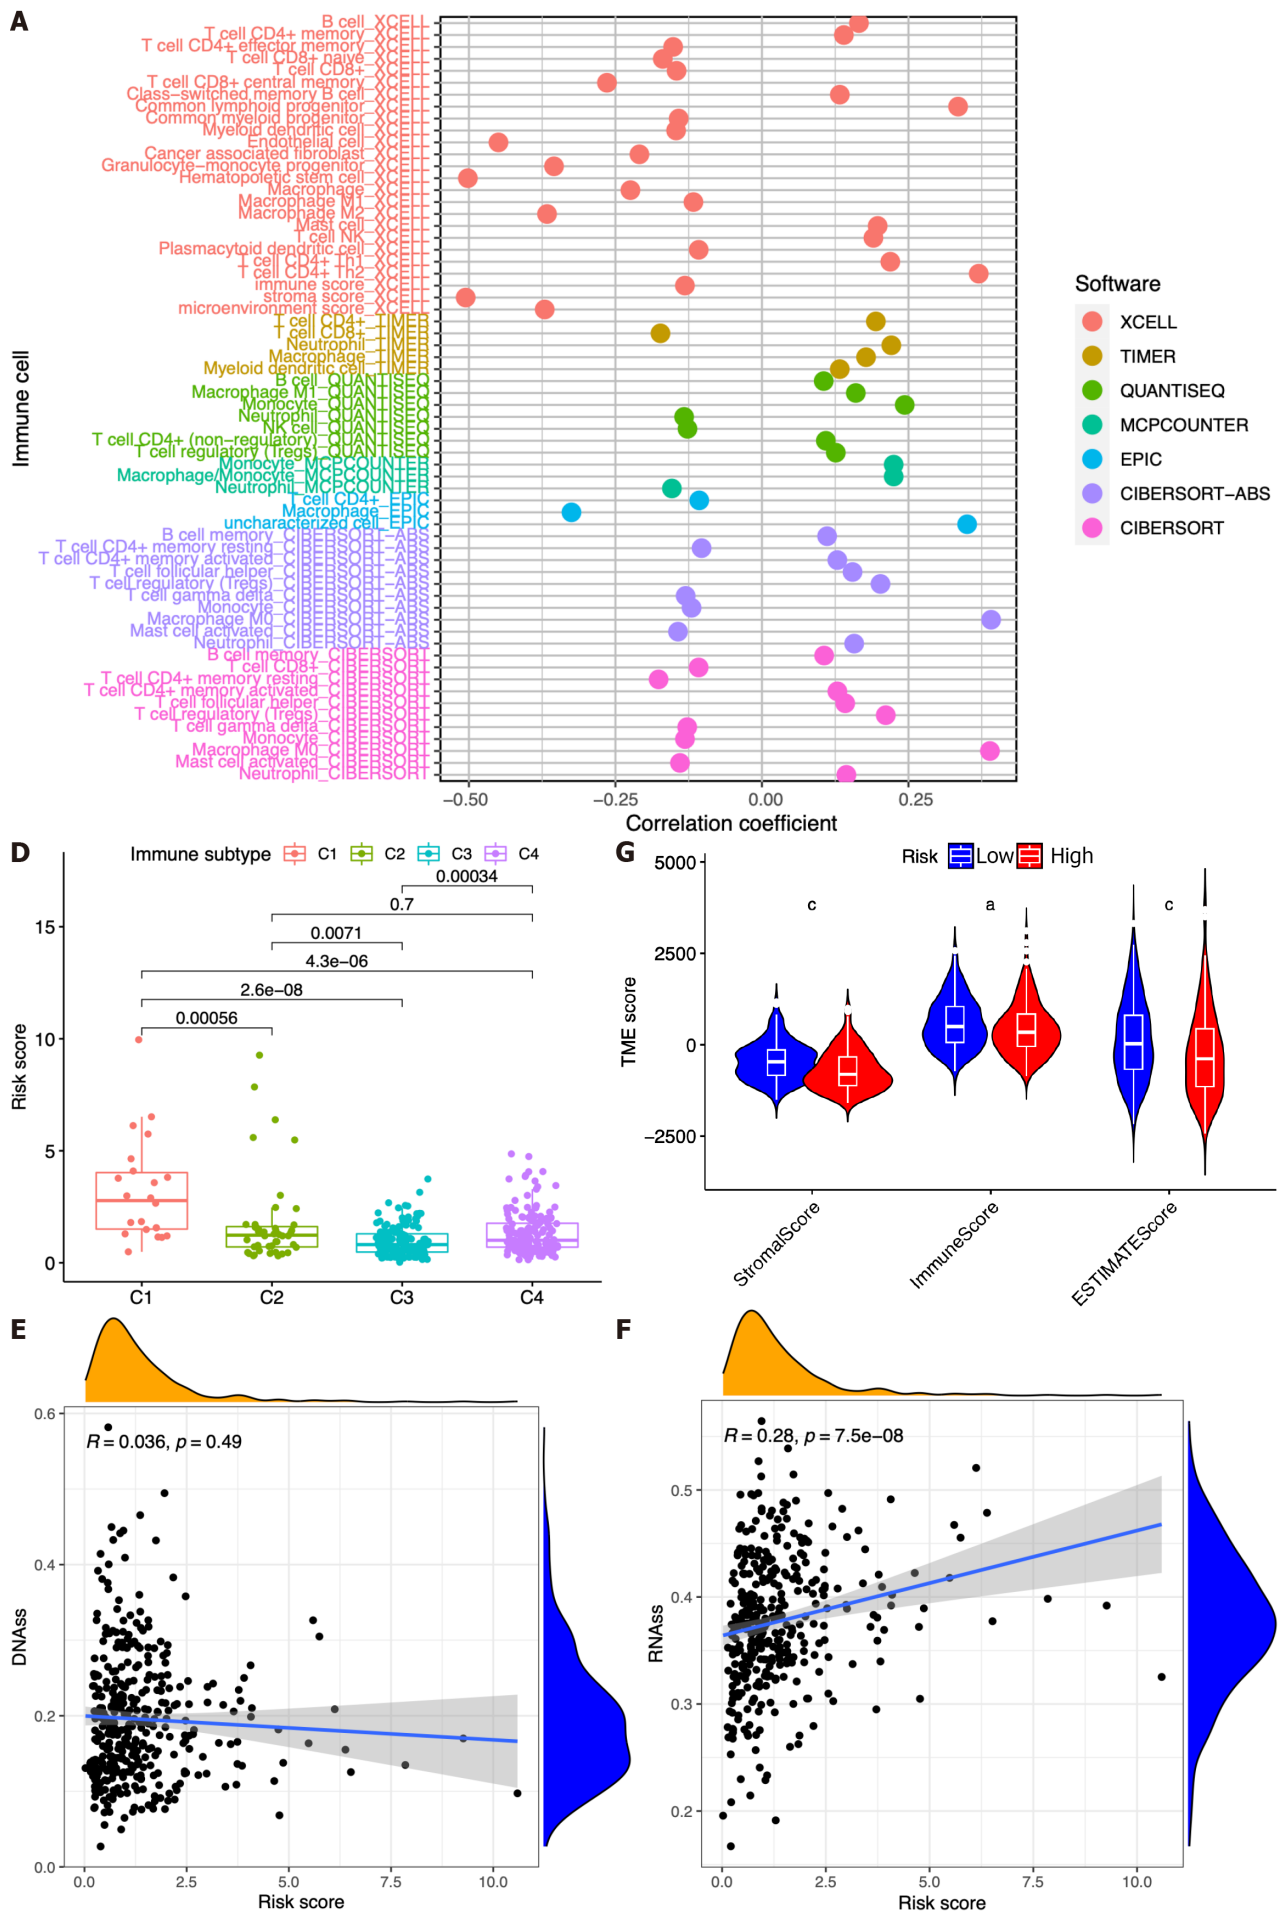 A
B cell_XCELL
T cell CD4+ memory_XCELL
T cell CD4+ effector memory_XCELL
T cell CD8+ naive_XCELL
T cell CD8+_XCELL
T cell CD8+ central memory_XCELL
Class-switched memory B cell_XCELL
Common lymphoid progenitor_XCELL
Common myeloid progenitor_XCELL
Myeloid dendritic cell_XCELL
Endothelial cell_XCELL
Cancer associated fibroblast_XCELL
Granulocyte-monocyte progenitor_XCELL
Hematopoietic stem cell_XCELL
Macrophage_XCELL
Macrophage M1_XCELL
Macrophage M2_XCELL
Mast cell_XCELL
T cell NK_XCELL
Plasmacytoid dendritic cell_XCELL
T cell CD4+ Th1_XCELL
T cell CD4+ Th2_XCELL
immune score_XCELL
stroma score_XCELL
microenvironment score_XCELL
T cell CD4+_TIMER
T cell CD8+_TIMER
Neutrophil_TIMER
Macrophage_TIMER
Myeloid dendritic cell_TIMER
B cell_QUANTISEQ
Macrophage M1_QUANTISEQ
Monocyte_QUANTISEQ
Neutrophil_QUANTISEQ
NK cell_QUANTISEQ
T cell CD4+ (non-regulatory)_QUANTISEQ
T cell regulatory (Tregs)_QUANTISEQ
Monocyte_MCPCOUNTER
Macrophage/Monocyte_MCPCOUNTER
Neutrophil_MCPCOUNTER
T cell CD4+_EPIC
Macrophage_EPIC
uncharacterized cell_EPIC
B cell memory_CIBERSORT-ABS
T cell CD4+ memory resting_CIBERSORT-ABS
T cell CD4+ memory activated_CIBERSORT-ABS
T cell follicular helper_CIBERSORT-ABS
T cell regulatory (Tregs)_CIBERSORT-ABS
T cell gamma delta_CIBERSORT-ABS
Monocyte_CIBERSORT-ABS
Macrophage M0_CIBERSORT-ABS
Mast cell activated_CIBERSORT-ABS
Neutrophil_CIBERSORT-ABS
B cell memory_CIBERSORT
T cell CD8+_CIBERSORT
T cell CD4+ memory resting_CIBERSORT
T cell CD4+ memory activated_CIBERSORT
T cell follicular helper_CIBERSORT
T cell regulatory (Tregs)_CIBERSORT
T cell gamma delta_CIBERSORT
Monocyte_CIBERSORT
Macrophage M0_CIBERSORT
Mast cell activated_CIBERSORT
Neutrophil_CIBERSORT
Immune cell
-0.50 -0.25 0.00 0.25
Correlation coefficient
Software
XCELL
TIMER
QUANTISEQ
MCPCOUNTER
EPIC
CIBERSORT-ABS
CIBERSORT
D
Immune subtype C1 C2 C3 C4
0.00034
0.7
0.0071
4.3e-06
2.6e-08
0.00056
15
10
5
0
Risk score
C1 C2 C3 C4
G
Risk Low High
5000
2500
0
-2500
TME score
c a c
StromalScore
ImmuneScore
ESTIMATEScore
E
R = 0.036, p = 0.49
0.6
0.4
0.2
0.0
DNAss
0.0 2.5 5.0 7.5 10.0
Risk score
F
R = 0.28, p = 7.5e-08
0.5
0.4
0.3
0.2
RNAss
0.0 2.5 5.0 7.5 10.0
Risk score